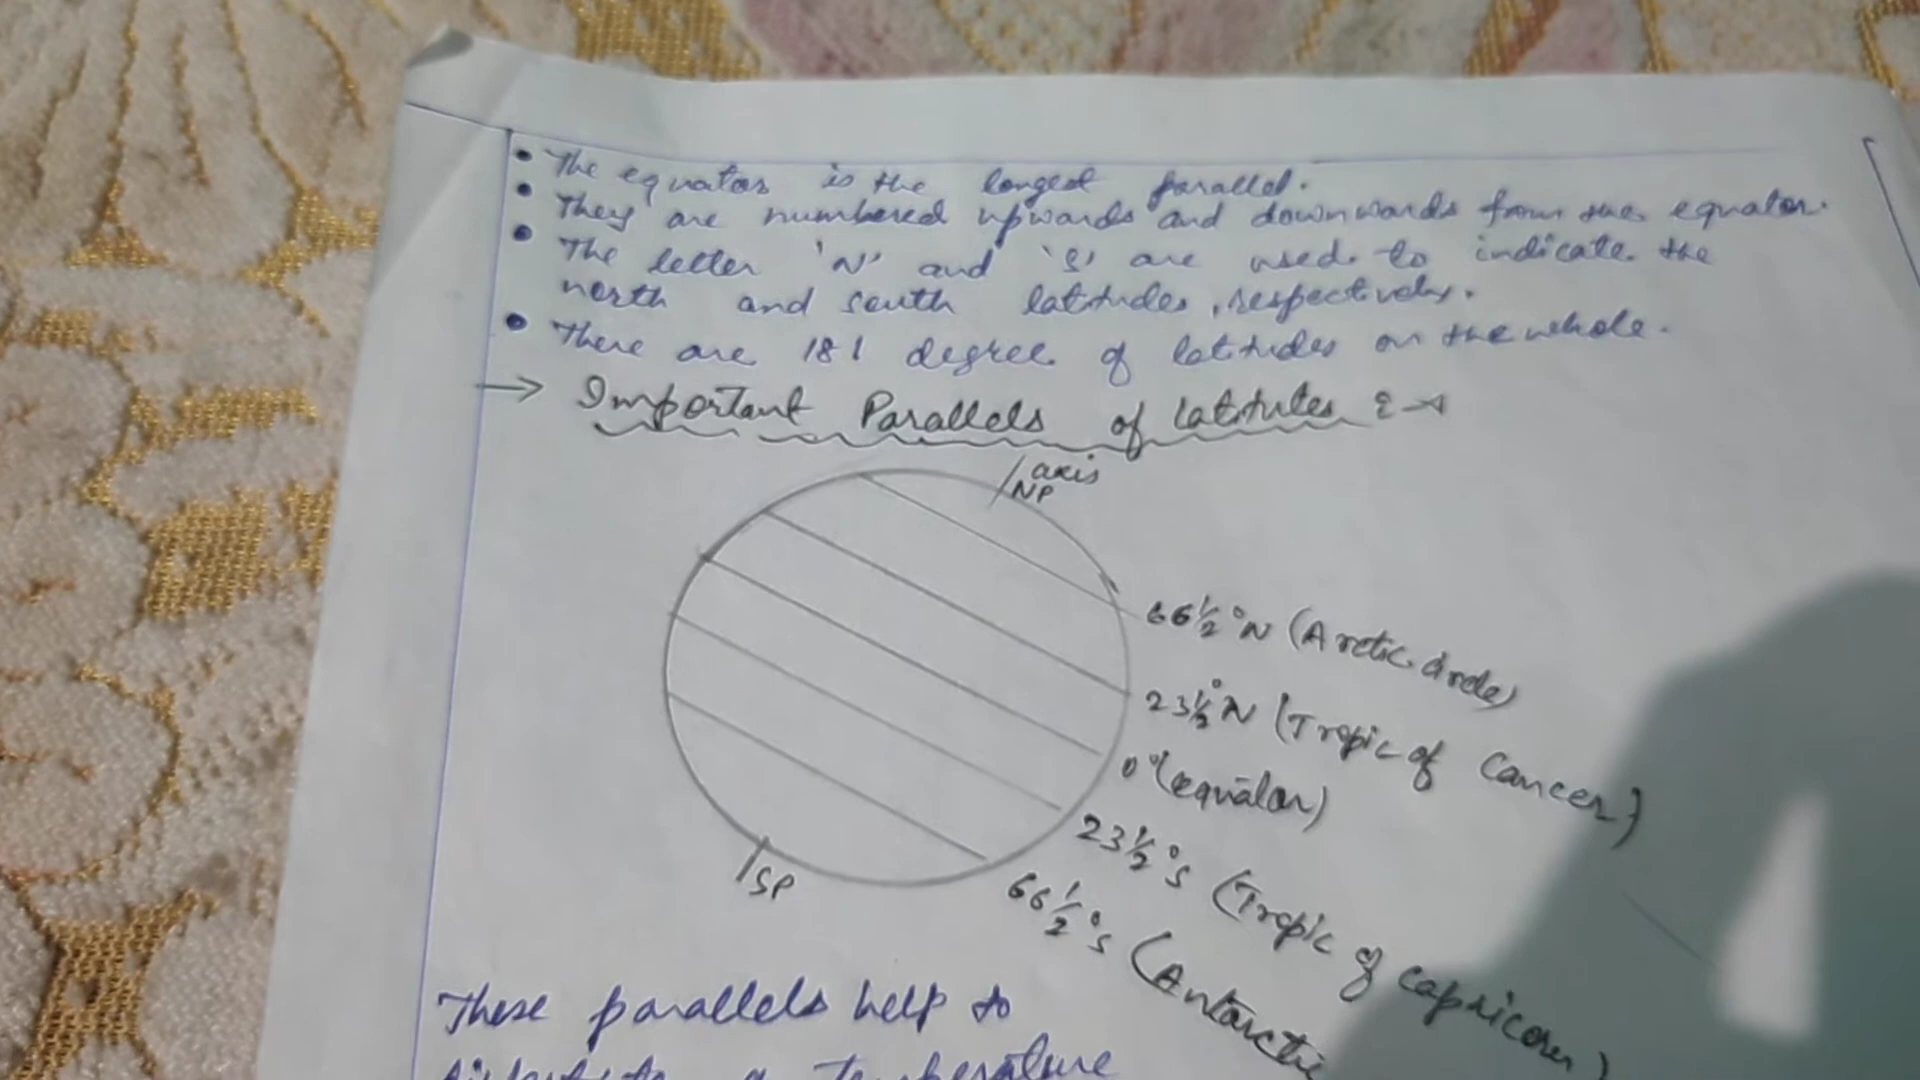 • The equator is the longest parallel.
• They are numbered upwards and downwards from the equator.
• The letter 'N' and 'S' are used to indicate the
north and south latitudes, respectively.
• There are 181 degree of latitudes on the whole.
→ Important Parallels of latitudes :→
axis
NP
66½°N (Arctic circle)
23½°N (Tropic of Cancer)
0° (equator)
23½°S (Tropic of capricorn)
SP
66½°S (Antarcti
These parallels help to
temperature